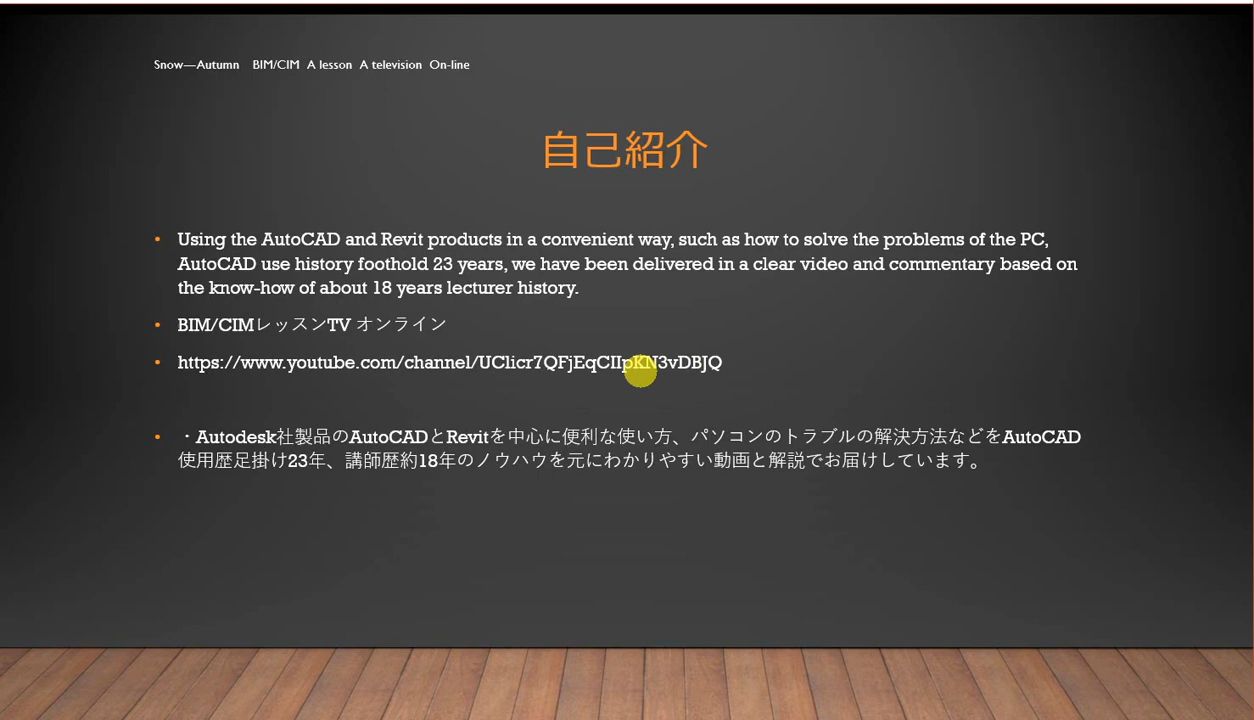 Snow—Autumn BIM/CIM A lesson A television On-line
自己紹介
• Using the AutoCAD and Revit products in a convenient way, such as how to solve the problems of the PC,
AutoCAD use history foothold 23 years, we have been delivered in a clear video and commentary based on
the know-how of about 18 years lecturer history.
• BIM/CIMレッスンTV オンライン
• https://www.youtube.com/channel/UClicr7QFjEqCIIpKN3vDBJQ
• ・Autodesk社製品のAutoCADとRevitを中心に便利な使い方、パソコンのトラブルの解決方法などをAutoCAD
使用歴足掛け23年、講師歴約18年のノウハウを元にわかりやすい動画と解説でお届けしています。